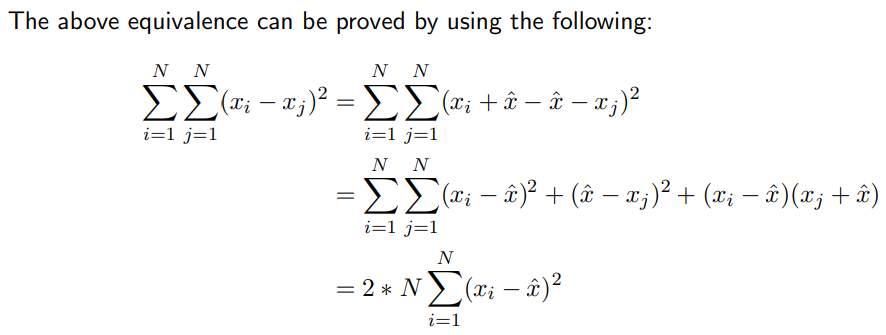 The above equivalence can be proved by using the following:
$\sum_{i=1}^{N} \sum_{j=1}^{N} (x_i - x_j)^2 = \sum_{i=1}^{N} \sum_{j=1}^{N} (x_i + \hat{x} - \hat{x} - x_j)^2$
$= \sum_{i=1}^{N} \sum_{j=1}^{N} (x_i - \hat{x})^2 + (\hat{x} - x_j)^2 + (x_i - \hat{x})(x_j + \hat{x})$
$= 2 * N \sum_{i=1}^{N} (x_i - \hat{x})^2$